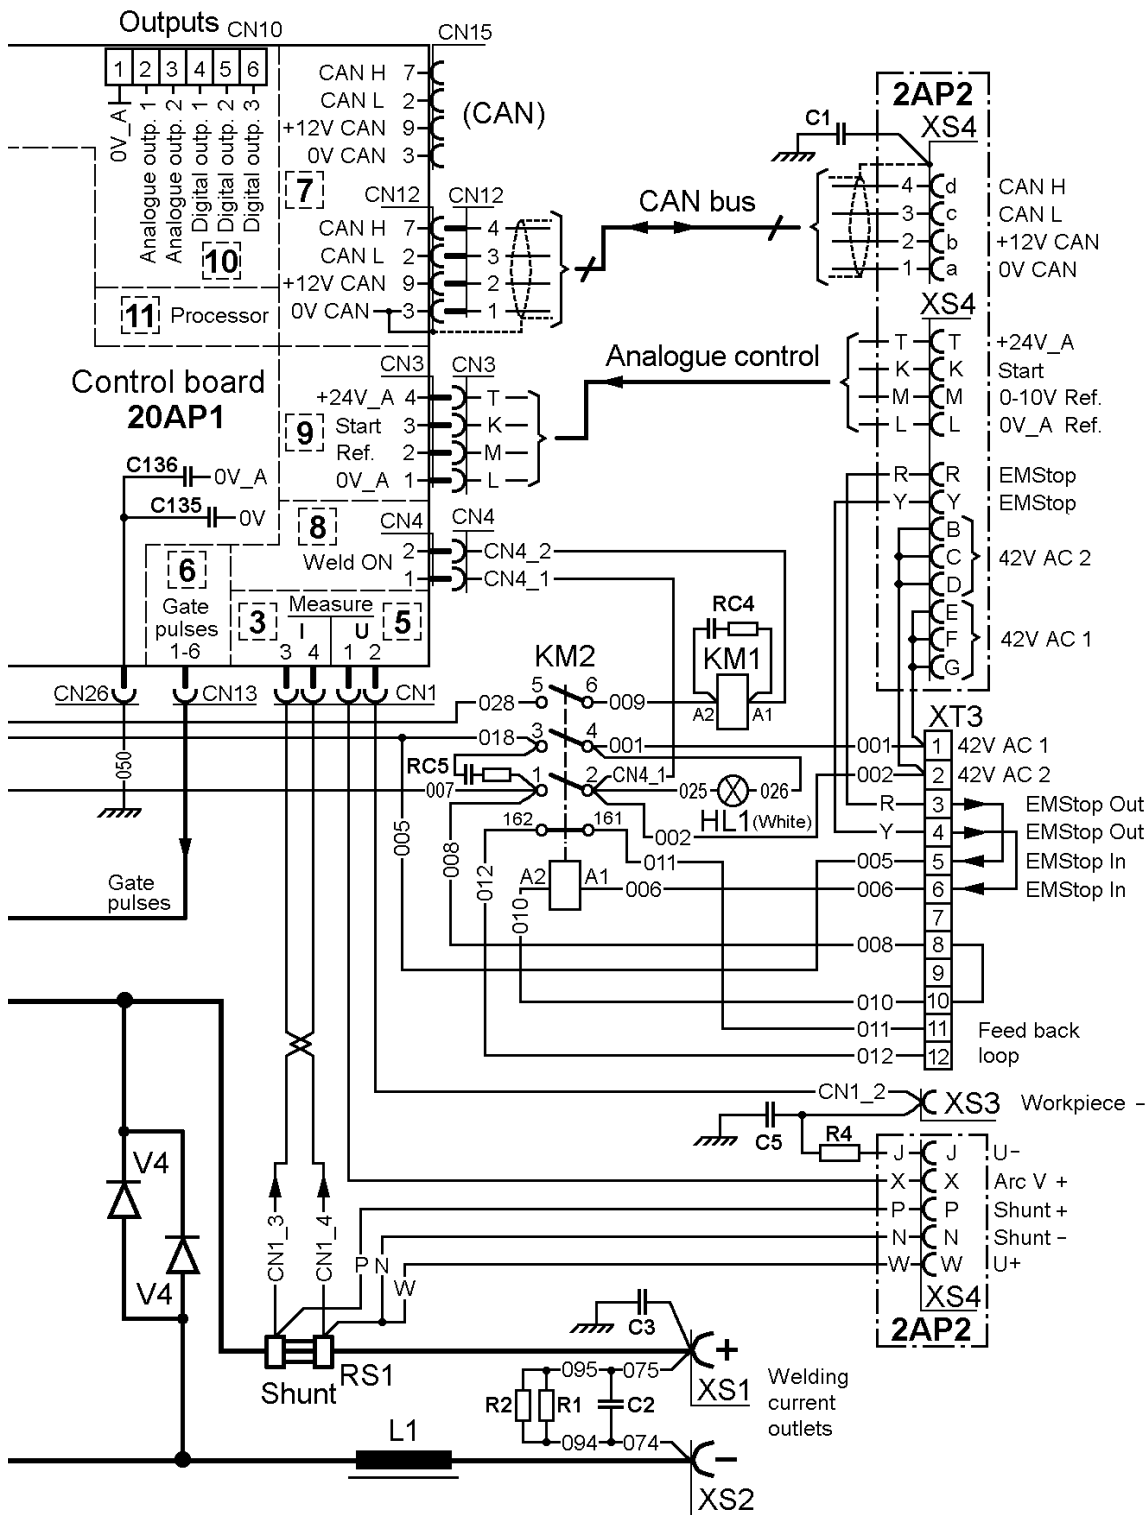 Outputs CN10
1 2 3 4 5 6
0V_A
Analogue outp. 1
Analogue outp. 2
Digital outp. 1
Digital outp. 2
Digital outp. 3
10
7
CN15
CAN H 7
CAN L 2
+12V CAN 9
0V CAN 3
(CAN)
CN12 CN12
CAN H 7 4
CAN L 2 3
+12V CAN 9 2
0V CAN 3 1
CAN bus
C1
2AP2
XS4
4 d CAN H
3 c CAN L
2 b +12V CAN
1 a 0V CAN
11 Processor
Control board
20AP1
CN3 CN3
+24V_A 4 T
Start 3 K
Ref. 2 M
0V_A 1 L
9
Analogue control
XS4
T T +24V_A
K K Start
M M 0-10V Ref.
L L 0V_A Ref.
R R EMStop
Y Y EMStop
B
C 42V AC 2
D
E
F 42V AC 1
G
C136 0V_A
C135 0V
8
CN4 CN4
Weld ON
2 CN4_2
1 CN4_1
6
Gate
pulses
1-6
3 Measure 5
I U
3 4 1 2
CN26 CN13 CN1
050
Gate
pulses
RC4
KM1
A2 A1
KM2
028 5 6 009
018 3 4 001
RC5
007 1 2 CN4_1
025 026
HL1 (White)
002
162 161
011
A2 A1
006
005
008
012
010
XT3
001 1 42V AC 1
002 2 42V AC 2
R 3 EMStop Out
Y 4 EMStop Out
005 5 EMStop In
006 6 EMStop In
7
008 8
9
010 10
011 11 Feed back
012 12 loop
CN1_2 XS3 Workpiece -
C5
R4
J J U-
X X Arc V +
P P Shunt +
N N Shunt -
W W U+
XS4
2AP2
V4
V4
CN1_3
CN1_4
P N W
RS1
Shunt
C3
+
XS1
Welding
current
outlets
095 075
R2 R1 C2
094 074
L1
-
XS2